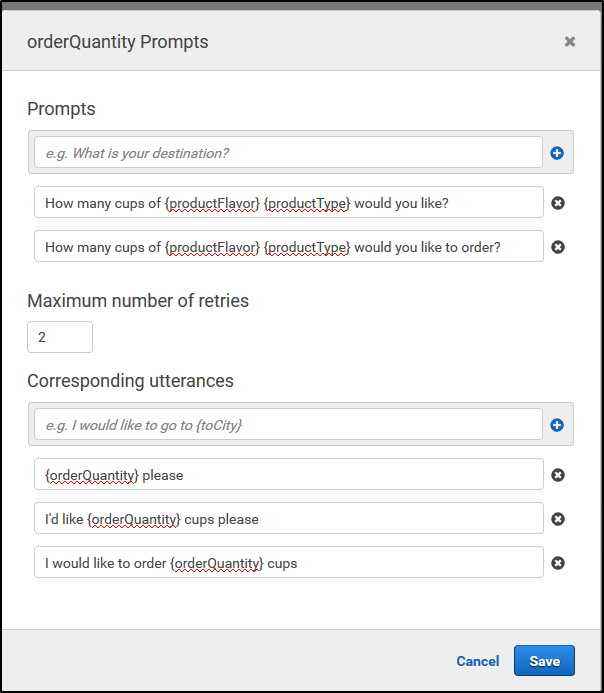 orderQuantity Prompts
Prompts
e.g. What is your destination?
How many cups of {productFlavor} {productType} would you like?
How many cups of {productFlavor} {productType} would you like to order?
Maximum number of retries
2
Corresponding utterances
e.g. I would like to go to {toCity}
{orderQuantity} please
I'd like {orderQuantity} cups please
I would like to order {orderQuantity} cups
Cancel Save